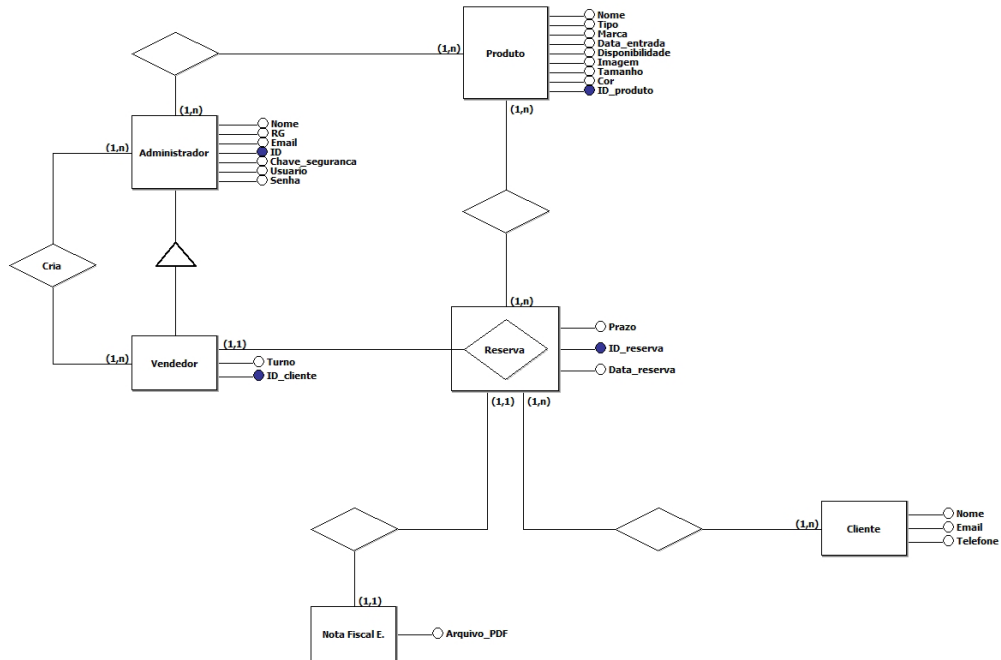 Nome
Tipo
Marca
Data_entrada
Disponibilidade
Imagem
Tamanho
Cor
ID_produto
Produto
(1,n)
(1,n)
(1,n)
Nome
RG
Email
ID
Chave_seguranca
Usuario
Senha
Administrador
(1,n)
Cria
(1,n)
Vendedor
(1,1)
Turno
ID_cliente
(1,n)
Reserva
Prazo
ID_reserva
Data_reserva
(1,1)
(1,n)
(1,n)
Cliente
Nome
Email
Telefone
(1,1)
Nota Fiscal E.
Arquivo_PDF